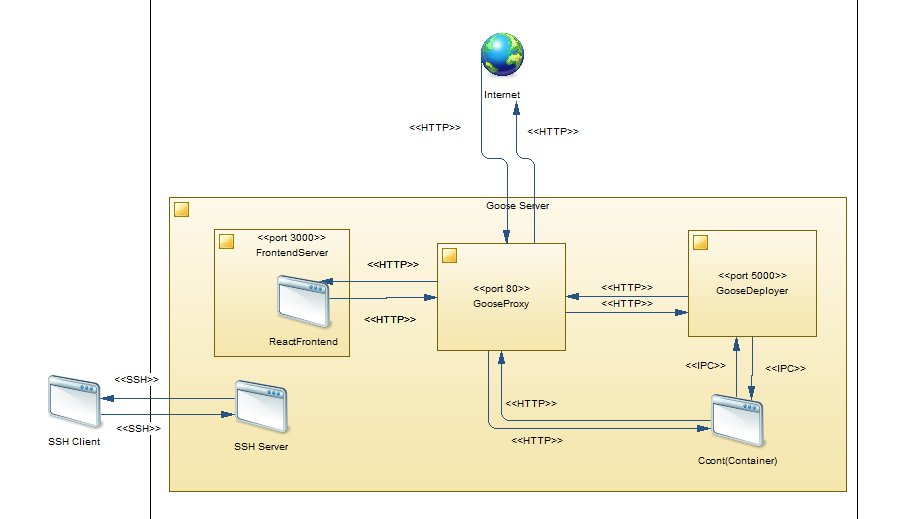 Internet
<<HTTP>>
<<HTTP>>
Goose Server
<<port 3000>>
FrontendServer
ReactFrontend
<<HTTP>>
<<HTTP>>
<<port 80>>
GooseProxy
<<HTTP>>
<<HTTP>>
<<port 5000>>
GooseDeployer
<<IPC>>
<<IPC>>
<<SSH>>
<<SSH>>
SSH Client
SSH Server
<<HTTP>>
<<HTTP>>
Ccont(Container)